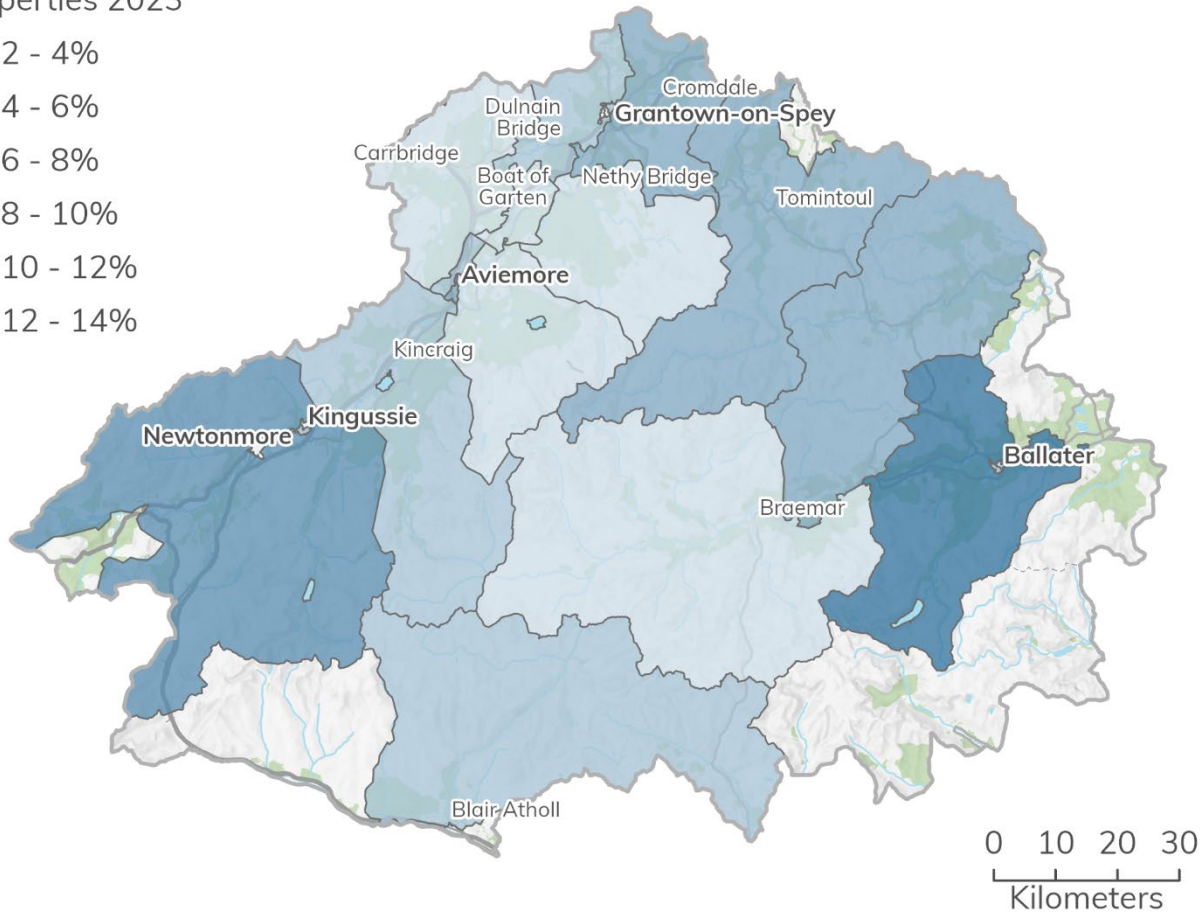 2 - 4%
4 - 6%
6 - 8%
8 - 10%
10 - 12%
12 - 14%
Cromdale
Dulnain
Bridge
Grantown-on-Spey
Carrbridge
Boat of
Garten
Nethy Bridge
Tomintoul
Aviemore
Kincraig
Kingussie
Newtonmore
Ballater
Braemar
Blair Atholl
0 10 20 30
Kilometers